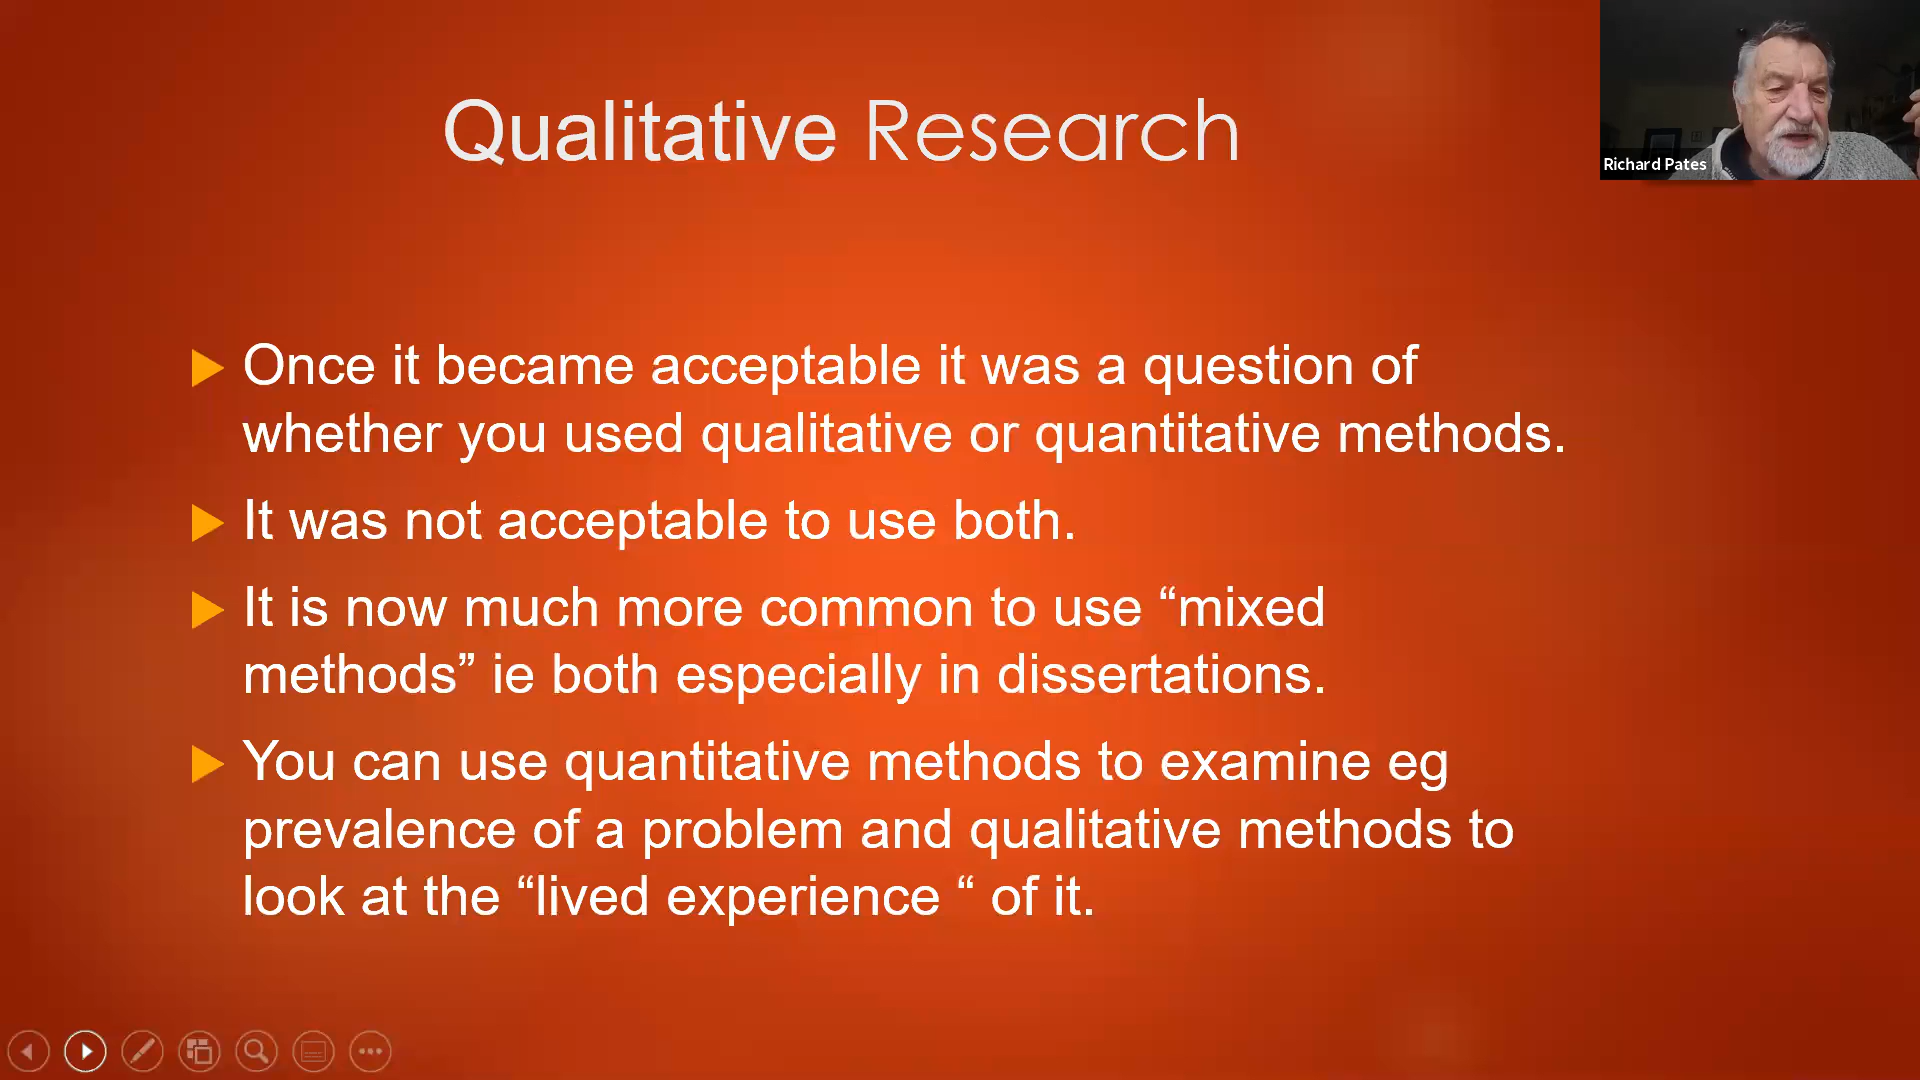 Qualitative Research
Richard Pates
Once it became acceptable it was a question of
whether you used qualitative or quantitative methods.
It was not acceptable to use both.
It is now much more common to use “mixed
methods” ie both especially in dissertations.
You can use quantitative methods to examine eg
prevalence of a problem and qualitative methods to
look at the “lived experience “ of it.